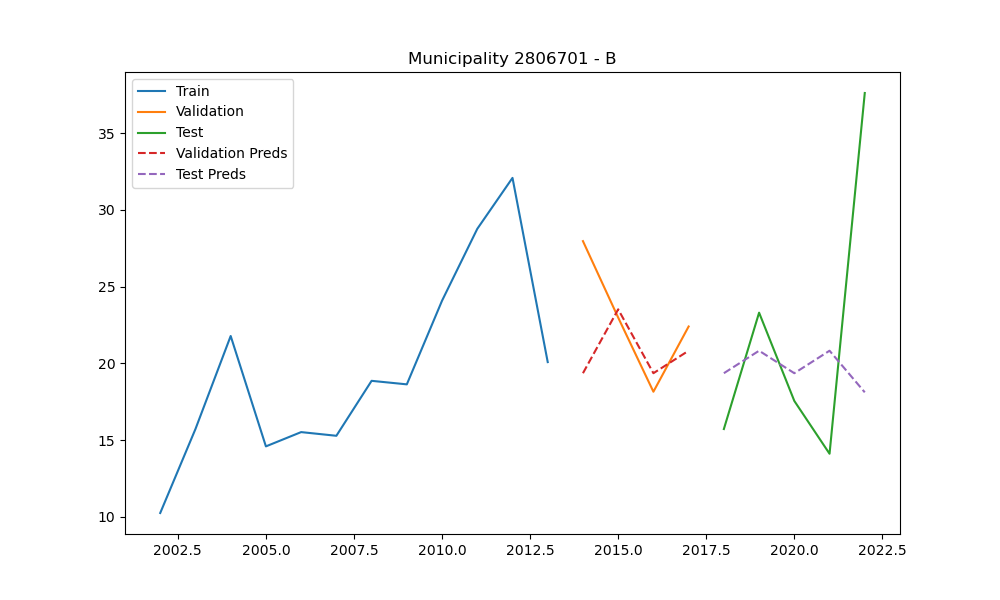 Municipality 2806701 - B
Train
Validation
Test
Validation Preds
Test Preds
35
30
25
20
15
10
2002.5 2005.0 2007.5 2010.0 2012.5 2015.0 2017.5 2020.0 2022.5